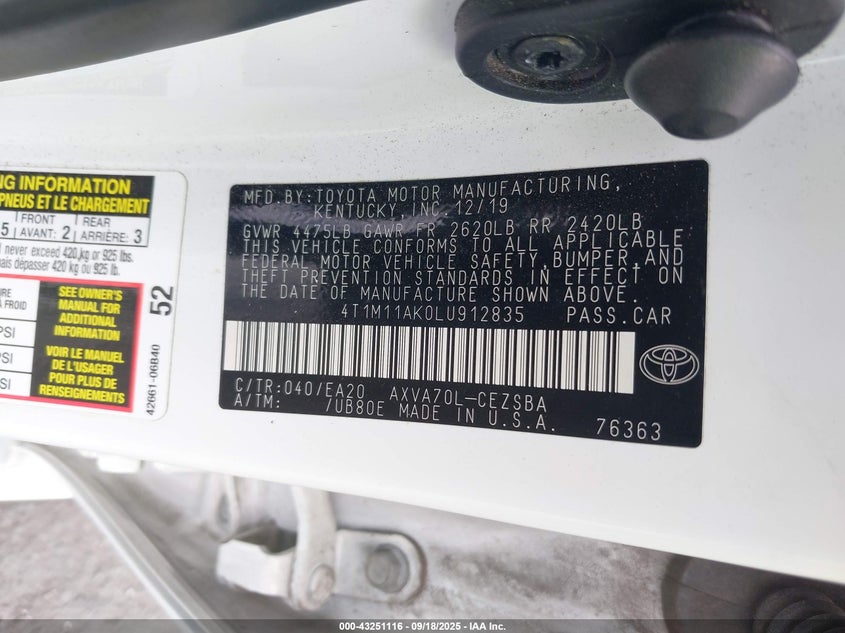 NG INFORMATION
PNEUS ET LE CHARGEMENT
5 FRONT AVANT: 2 REAR ARRIÈRE: 3
never exceed 420 kg or 925 lbs.
ais dépasser 420 kg ou 925 lb.
A FROID
PSI
PSI
PSI
SEE OWNER'S
MANUAL FOR
ADDITIONAL
INFORMATION
VOIR LE MANUEL
DE L'USAGER
POUR PLUS DE
RENSEIGNEMENTS
52
42661-06B40
MFD.BY:TOYOTA MOTOR MANUFACTURING,
KENTUCKY, INC. 12/19
GVWR 4475LB GAWR FR 2620LB RR 2420LB
THIS VEHICLE CONFORMS TO ALL APPLICABLE
FEDERAL MOTOR VEHICLE SAFETY, BUMPER, AND
THEFT PREVENTION STANDARDS IN EFFECT ON
THE DATE OF MANUFACTURE SHOWN ABOVE.
4T1M11AK0LU912835 PASS.CAR
C/TR:040/EA20 AXVA70L-CEZSBA
A/TM: /UB80E MADE IN U.S.A. 76363
000-43251116 - 09/18/2025 - IAA Inc.